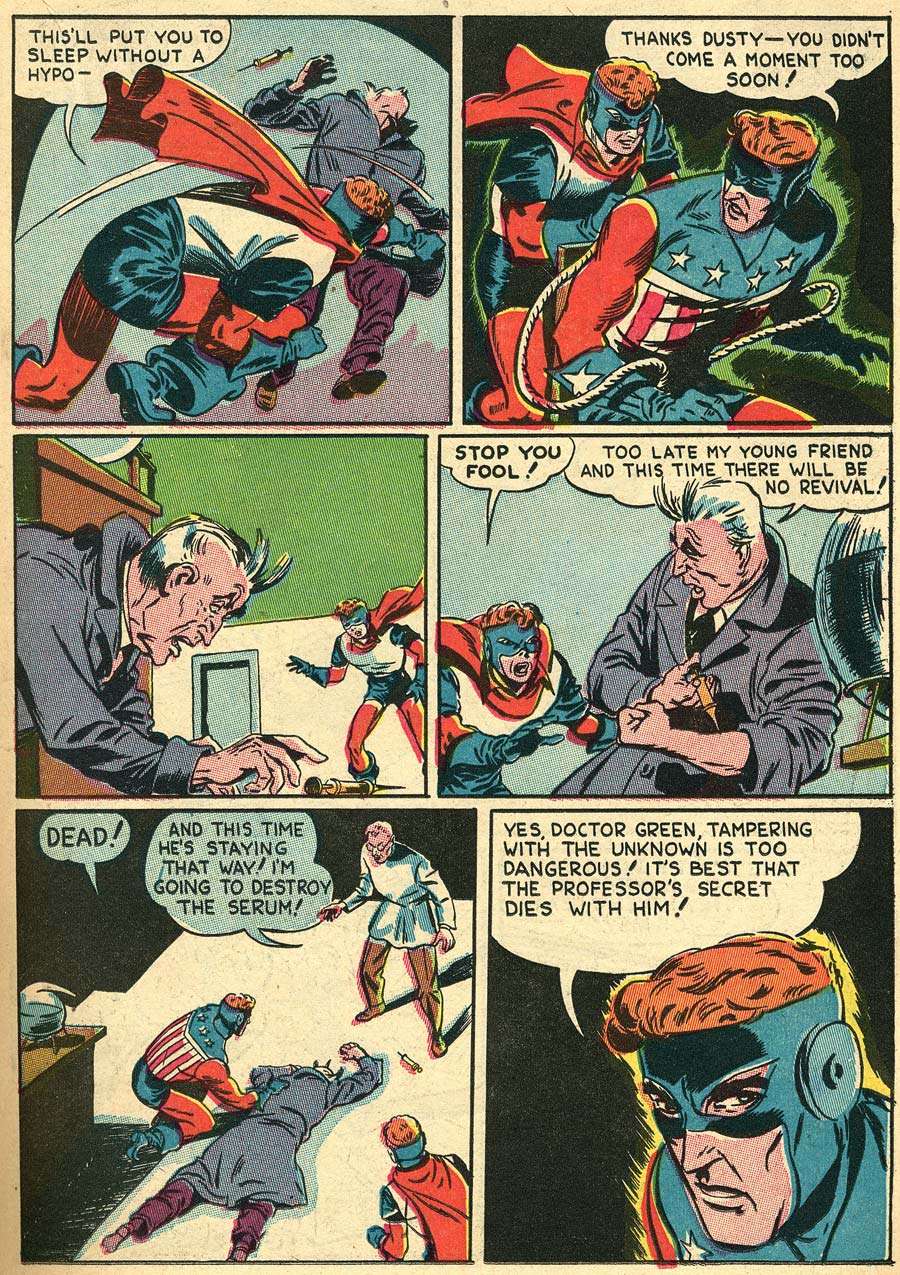 THIS'LL PUT YOU TO
SLEEP WITHOUT A
HYPO—
THANKS DUSTY—YOU DIDN'T
COME A MOMENT TOO
SOON!
STOP YOU
FOOL!
TOO LATE MY YOUNG FRIEND
AND THIS TIME THERE WILL BE
NO REVIVAL!
DEAD!
AND THIS TIME
HE'S STAYING
THAT WAY! I'M
GOING TO DESTROY
THE SERUM!
YES, DOCTOR GREEN, TAMPERING
WITH THE UNKNOWN IS TOO
DANGEROUS! IT'S BEST THAT
THE PROFESSOR'S SECRET
DIES WITH HIM!